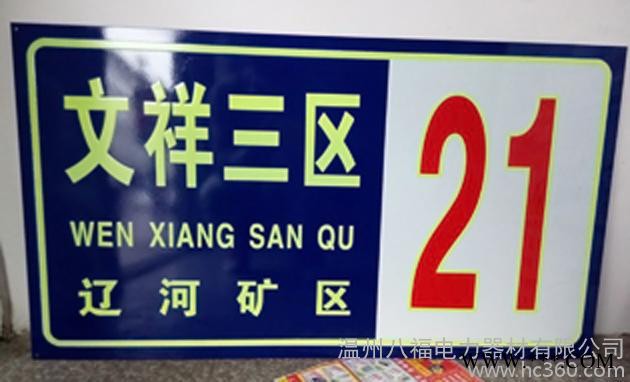 文祥三区
WEN XIANG SAN QU
辽河矿区
21
温州八福电力器材有限公司
www.hc360.com